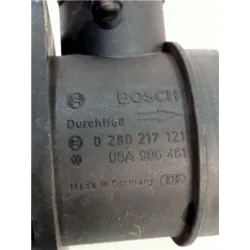 BOSCH
Durchfluß
0 280 217 121
06A 906 461
Made in Germany